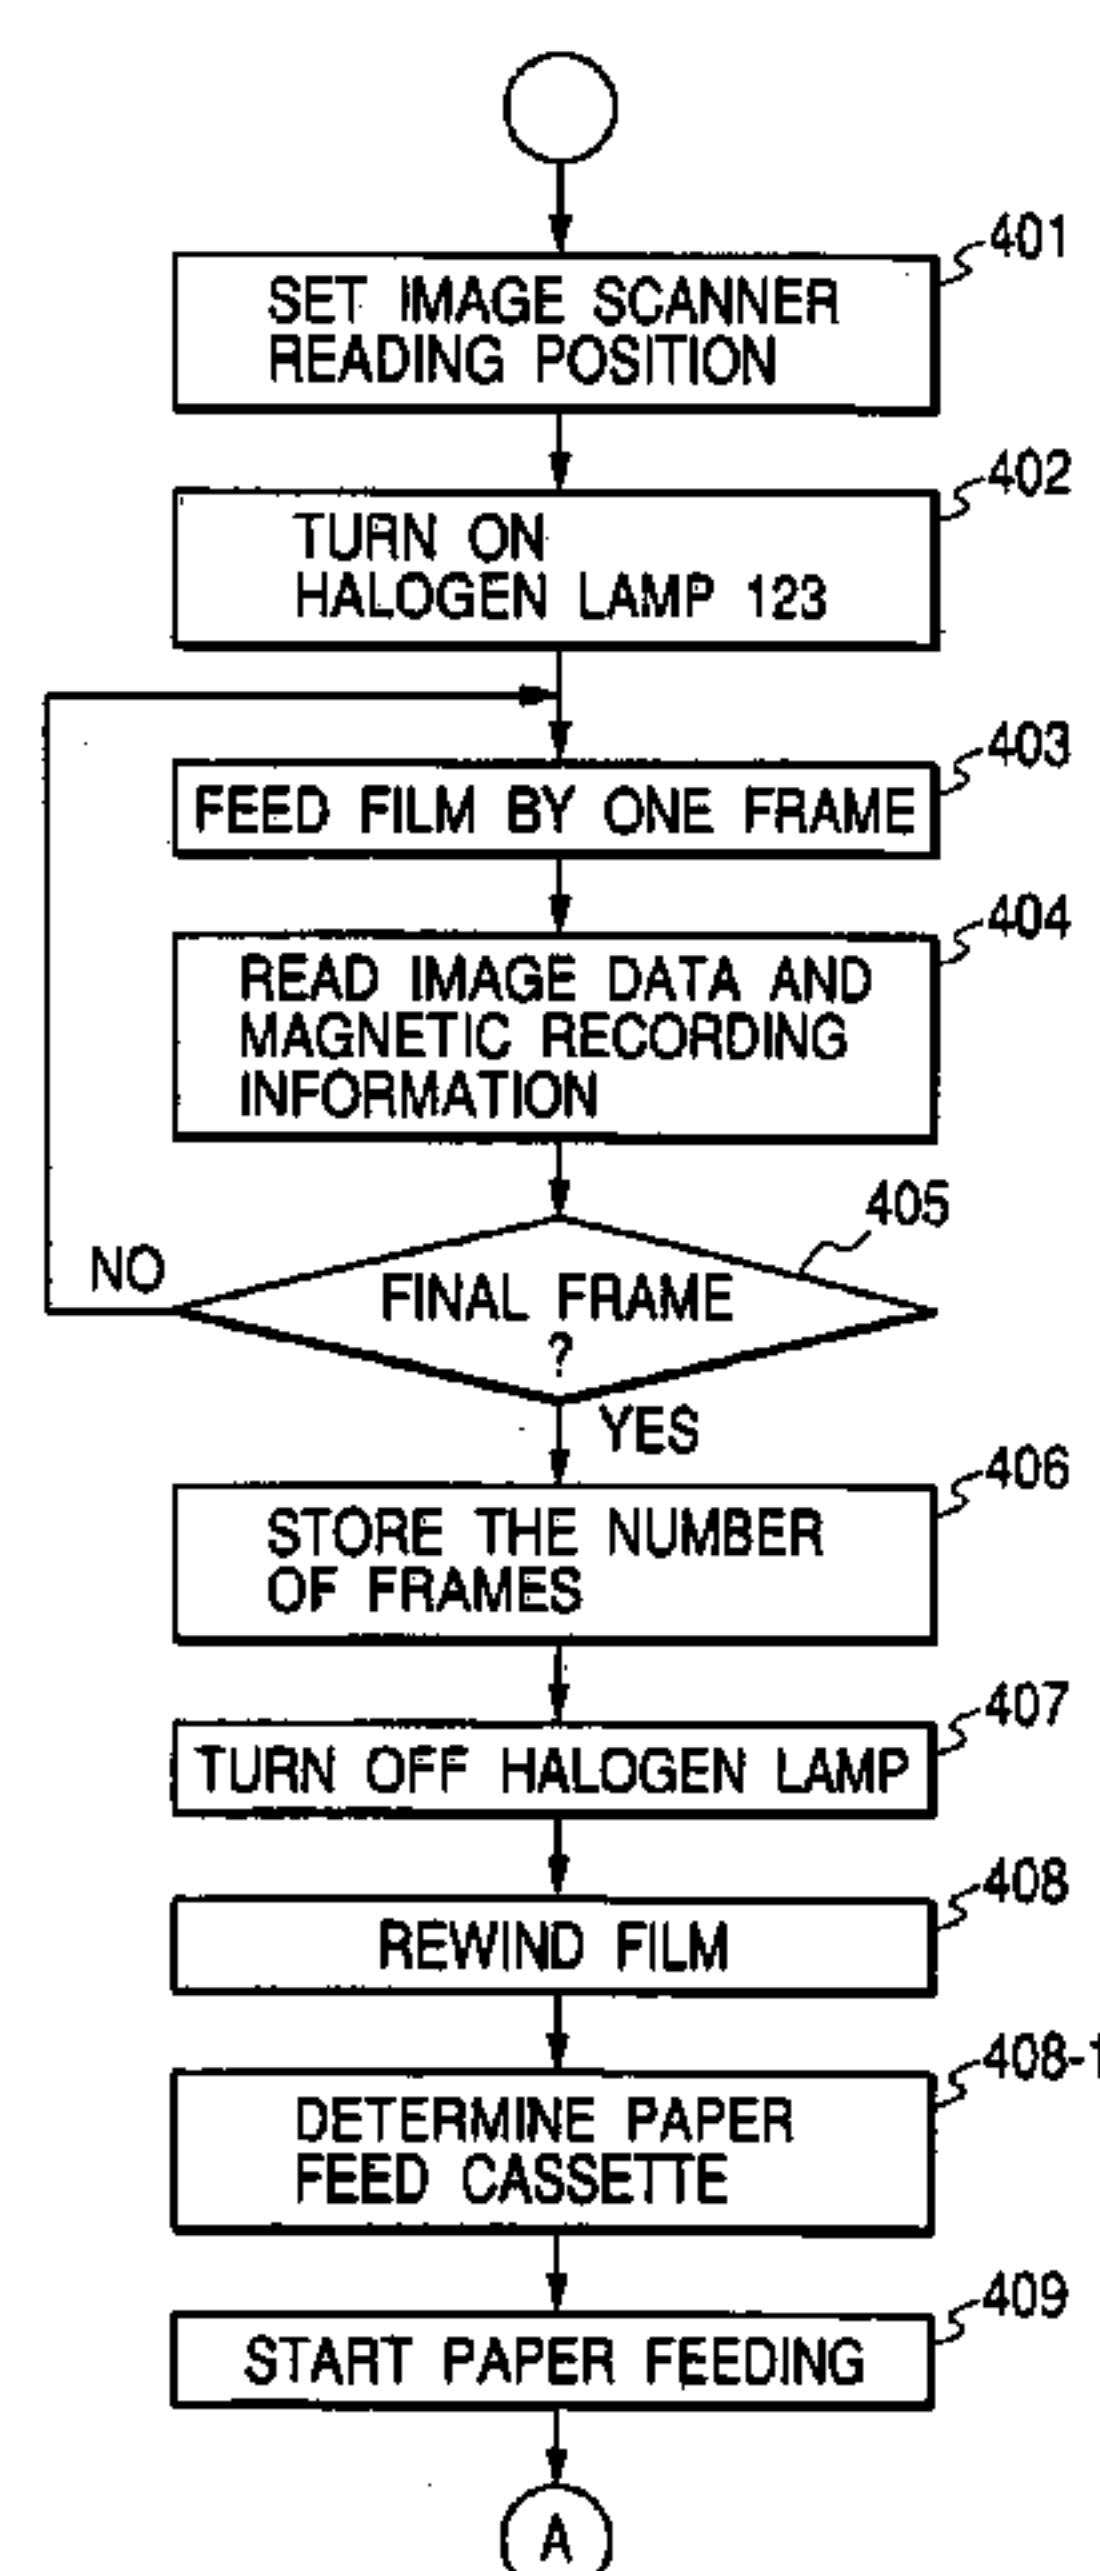 401
SET IMAGE SCANNER
READING POSITION
402
TURN ON
HALOGEN LAMP 123
403
FEED FILM BY ONE FRAME
404
READ IMAGE DATA AND
MAGNETIC RECORDING
INFORMATION
405
NO
FINAL FRAME
?
YES
406
STORE THE NUMBER
OF FRAMES
407
TURN OFF HALOGEN LAMP
408
REWIND FILM
408-1
DETERMINE PAPER
FEED CASSETTE
409
START PAPER FEEDING
A